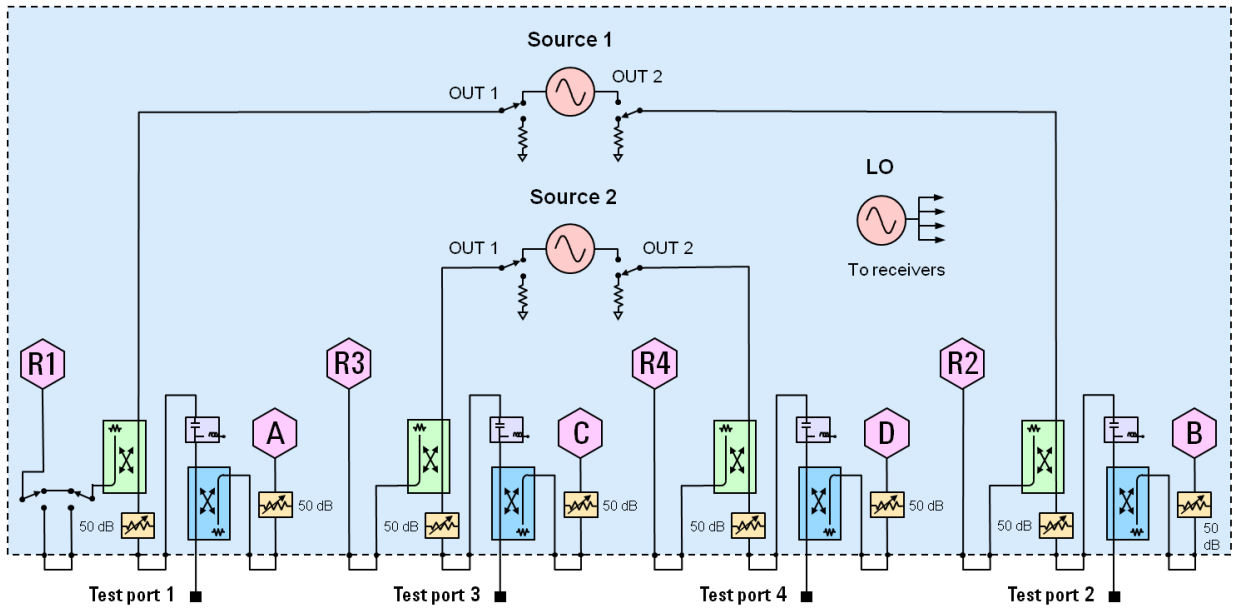 Source 1
OUT 1
OUT 2
LO
Source 2
OUT 1
OUT 2
To receivers
R1
R3
R4
R2
A
C
D
B
50 dB
50 dB
50 dB
50 dB
50 dB
50 dB
50 dB
50
dB
Test port 1
Test port 3
Test port 4
Test port 2